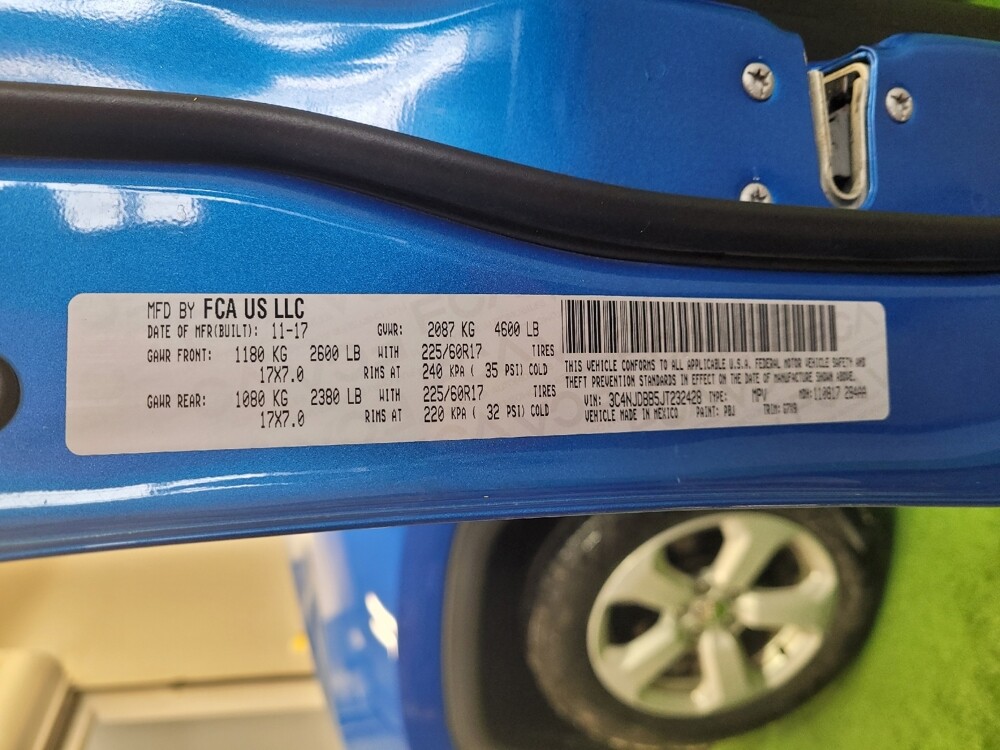 MFD BY FCA US LLC
DATE OF MFR(BUILT): 11-17 GVWR: 2087 KG 4600 LB
GAWR FRONT: 1180 KG 2600 LB WITH 225/60R17 TIRES
17X7.0 RIMS AT 240 KPA ( 35 PSI) COLD
GAWR REAR: 1080 KG 2380 LB WITH 225/60R17 TIRES
17X7.0 RIMS AT 220 KPA ( 32 PSI) COLD
THIS VEHICLE CONFORMS TO ALL APPLICABLE U.S.A. FEDERAL MOTOR VEHICLE SAFETY AND
THEFT PREVENTION STANDARDS IN EFFECT ON THE DATE OF MANUFACTURE SHOWN ABOVE.
VIN: 3C4NJDBB5JT232428 TYPE: MPV MDH: 110817 284AA
VEHICLE MADE IN MEXICO PAINT: PBJ TRIM: